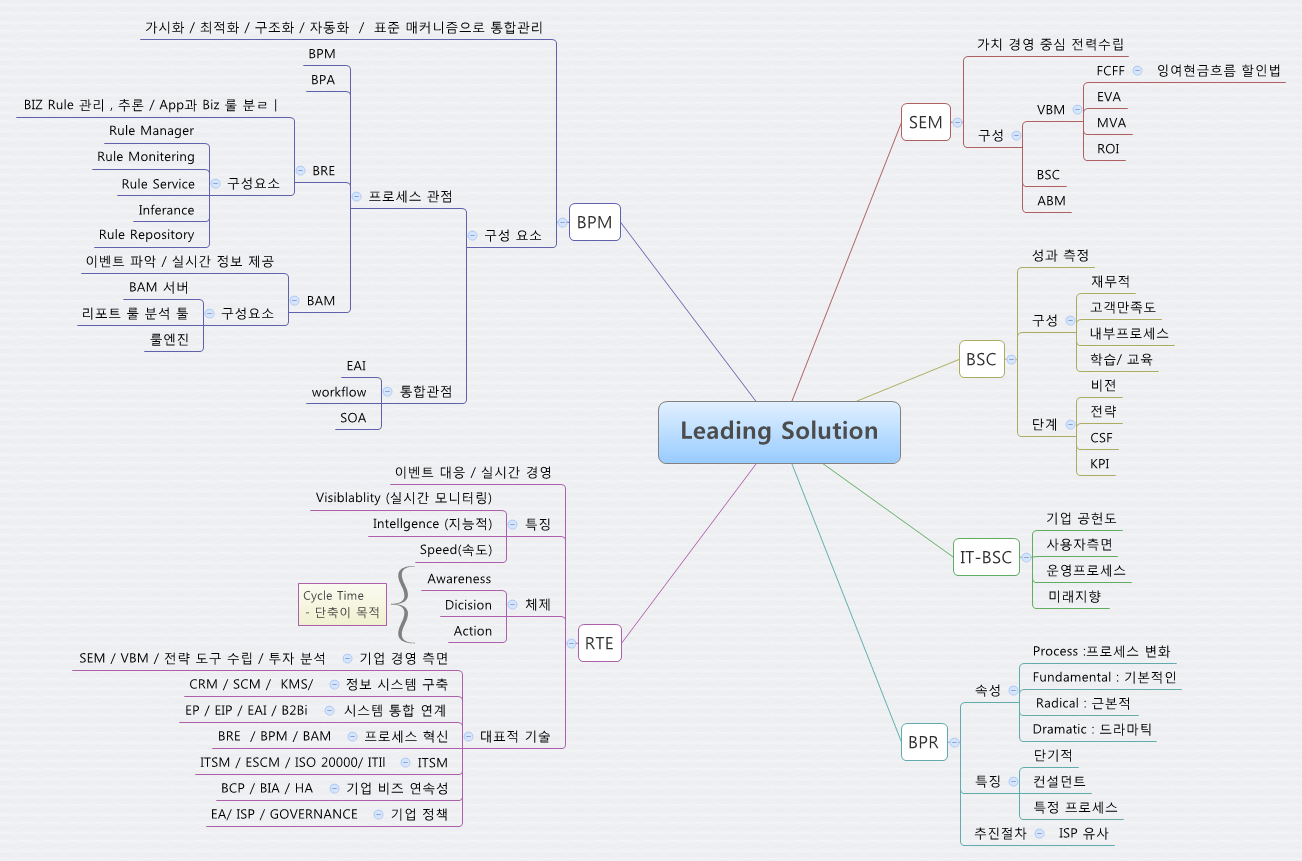 Leading Solution
SEM
가치 경영 중심 전력수립
구성
VBM
FCFF
잉여현금흐름 할인법
EVA
MVA
ROI
BSC
ABM
BSC
성과 측정
구성
재무적
고객만족도
내부프로세스
학습/ 교육
단계
비젼
전략
CSF
KPI
IT-BSC
기업 공헌도
사용자측면
운영프로세스
미래지향
BPR
속성
Process :프로세스 변화
Fundamental : 기본적인
Radical : 근본적
Dramatic : 드라마틱
특징
단기적
컨설던트
특정 프로세스
추진절차
ISP 유사
BPM
가시화 / 최적화 / 구조화 / 자동화 / 표준 매커니즘으로 통합관리
구성 요소
프로세스 관점
BPM
BPA
BRE
BIZ Rule 관리 , 추론 / App과 Biz 룰 분ㄹㅣ
구성요소
Rule Manager
Rule Monitering
Rule Service
Inferance
Rule Repository
BAM
이벤트 파악 / 실시간 정보 제공
구성요소
BAM 서버
리포트 룰 분석 툴
룰엔진
통합관점
EAI
workflow
SOA
RTE
이벤트 대응 / 실시간 경영
특징
Visiblablity (실시간 모니터링)
Intellgence (지능적)
Speed(속도)
체제
Awareness
Dicision
Action
Cycle Time
- 단축이 목적
대표적 기술
기업 경영 측면
SEM / VBM / 전략 도구 수립 / 투자 분석
정보 시스템 구축
CRM / SCM / KMS/
시스템 통합 연계
EP / EIP / EAI / B2Bi
프로세스 혁신
BRE / BPM / BAM
ITSM
ITSM / ESCM / ISO 20000/ ITIl
기업 비즈 연속성
BCP / BIA / HA
기업 정책
EA/ ISP / GOVERNANCE